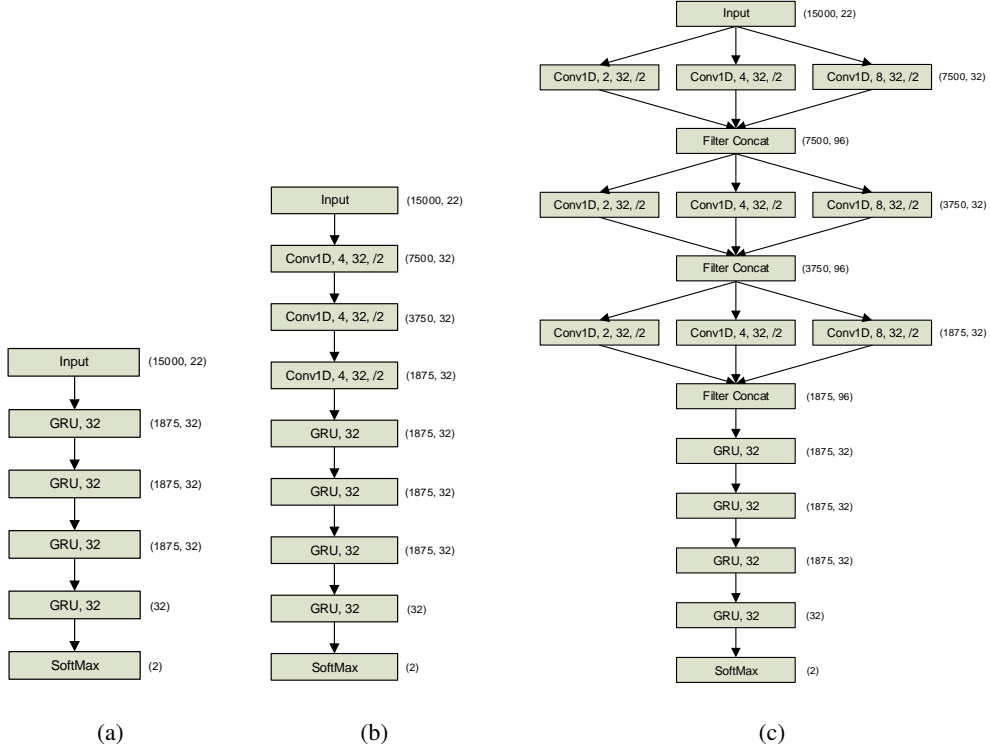 Input (15000, 22)
GRU, 32 (1875, 32)
GRU, 32 (1875, 32)
GRU, 32 (1875, 32)
GRU, 32 (32)
SoftMax (2)
(a)
Input (15000, 22)
Conv1D, 4, 32, /2 (7500, 32)
Conv1D, 4, 32, /2 (3750, 32)
Conv1D, 4, 32, /2 (1875, 32)
GRU, 32 (1875, 32)
GRU, 32 (1875, 32)
GRU, 32 (1875, 32)
GRU, 32 (32)
SoftMax (2)
(b)
Input (15000, 22)
Conv1D, 2, 32, /2 Conv1D, 4, 32, /2 Conv1D, 8, 32, /2 (7500, 32)
Filter Concat (7500, 96)
Conv1D, 2, 32, /2 Conv1D, 4, 32, /2 Conv1D, 8, 32, /2 (3750, 32)
Filter Concat (3750, 96)
Conv1D, 2, 32, /2 Conv1D, 4, 32, /2 Conv1D, 8, 32, /2 (1875, 32)
Filter Concat (1875, 96)
GRU, 32 (1875, 32)
GRU, 32 (1875, 32)
GRU, 32 (1875, 32)
GRU, 32 (32)
SoftMax (2)
(c)